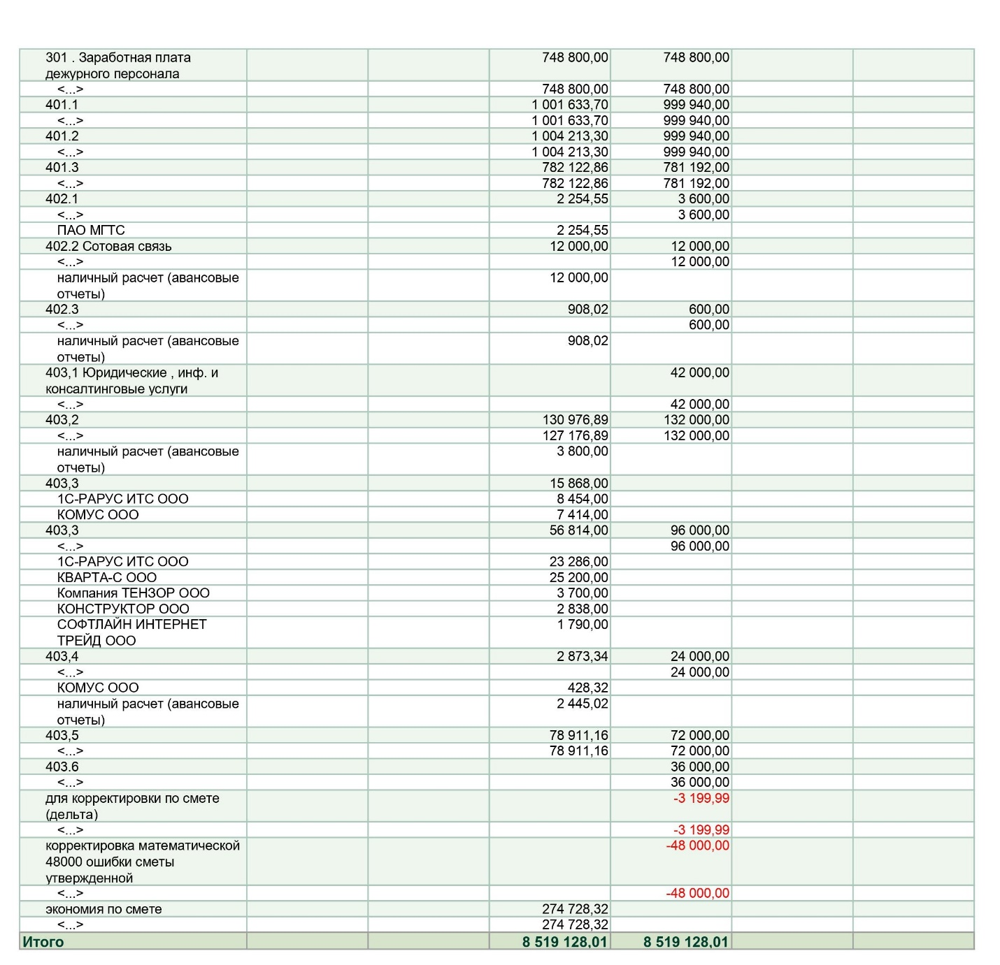 301 . Заработная плата 748 800,00 748 800,00
дежурного персонала
<...> 748 800,00 748 800,00
401.1 1 001 633,70 999 940,00
<...> 1 001 633,70 999 940,00
401.2 1 004 213,30 999 940,00
<...> 1 004 213,30 999 940,00
401.3 782 122,86 781 192,00
<...> 782 122,86 781 192,00
402.1 2 254,55 3 600,00
<...> 3 600,00
ПАО МГТС 2 254,55
402.2 Сотовая связь 12 000,00 12 000,00
<...> 12 000,00
наличный расчет (авансовые 12 000,00
отчеты)
402.3 908,02 600,00
<...> 600,00
наличный расчет (авансовые 908,02
отчеты)
403,1 Юридические , инф. и 42 000,00
консалтинговые услуги
<...> 42 000,00
403,2 130 976,89 132 000,00
<...> 127 176,89 132 000,00
наличный расчет (авансовые 3 800,00
отчеты)
403,3 15 868,00
1С-РАРУС ИТС ООО 8 454,00
КОМУС ООО 7 414,00
403,3 56 814,00 96 000,00
<...> 96 000,00
1С-РАРУС ИТС ООО 23 286,00
КВАРТА-С ООО 25 200,00
Компания ТЕНЗОР ООО 3 700,00
КОНСТРУКТОР ООО 2 838,00
СОФТЛАЙН ИНТЕРНЕТ 1 790,00
ТРЕЙД ООО
403,4 2 873,34 24 000,00
<...> 24 000,00
КОМУС ООО 428,32
наличный расчет (авансовые 2 445,02
отчеты)
403,5 78 911,16 72 000,00
<...> 78 911,16 72 000,00
403.6 36 000,00
<...> 36 000,00
для корректировки по смете -3 199,99
(дельта)
<...> -3 199,99
корректировка математической -48 000,00
48000 ошибки сметы
утвержденной
<...> -48 000,00
экономия по смете 274 728,32
<...> 274 728,32
Итого 8 519 128,01 8 519 128,01